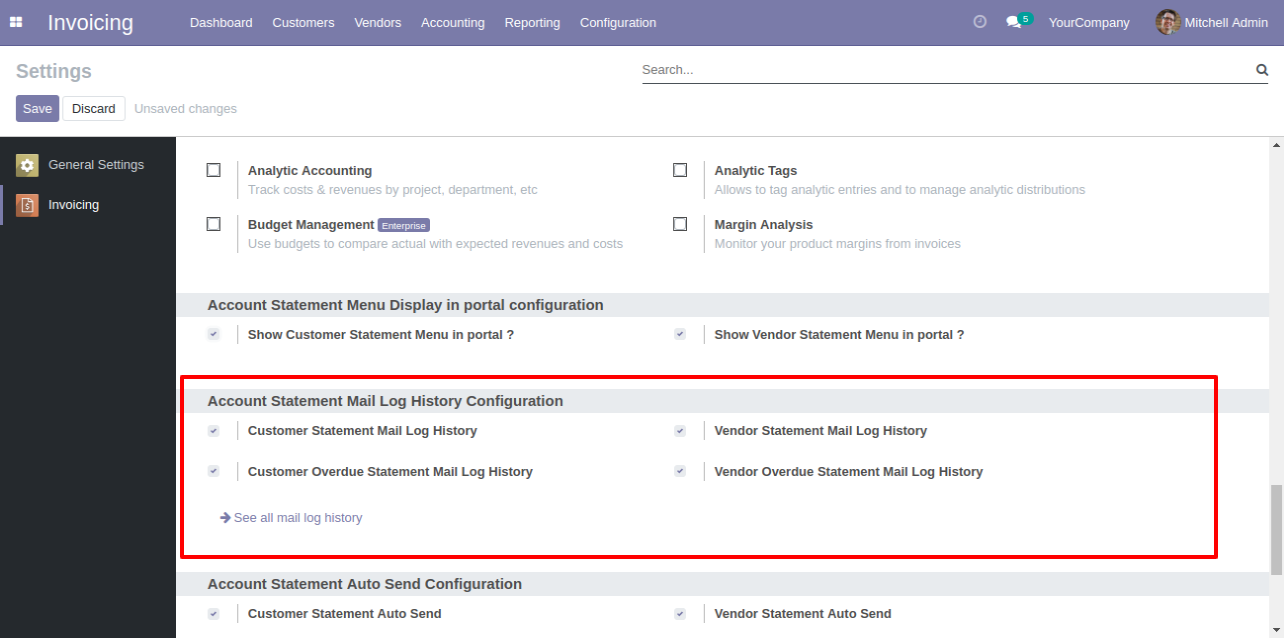 Invoicing Dashboard Customers Vendors Accounting Reporting Configuration 5 YourCompany Mitchell Admin
Settings Search...
Save Discard Unsaved changes
General Settings
Invoicing
Analytic Accounting Analytic Tags
Track costs & revenues by project, department, etc Allows to tag analytic entries and to manage analytic distributions
Budget Management Enterprise Margin Analysis
Use budgets to compare actual with expected revenues and costs Monitor your product margins from invoices
Account Statement Menu Display in portal configuration
Show Customer Statement Menu in portal ? Show Vendor Statement Menu in portal ?
Account Statement Mail Log History Configuration
Customer Statement Mail Log History Vendor Statement Mail Log History
Customer Overdue Statement Mail Log History Vendor Overdue Statement Mail Log History
See all mail log history
Account Statement Auto Send Configuration
Customer Statement Auto Send Vendor Statement Auto Send